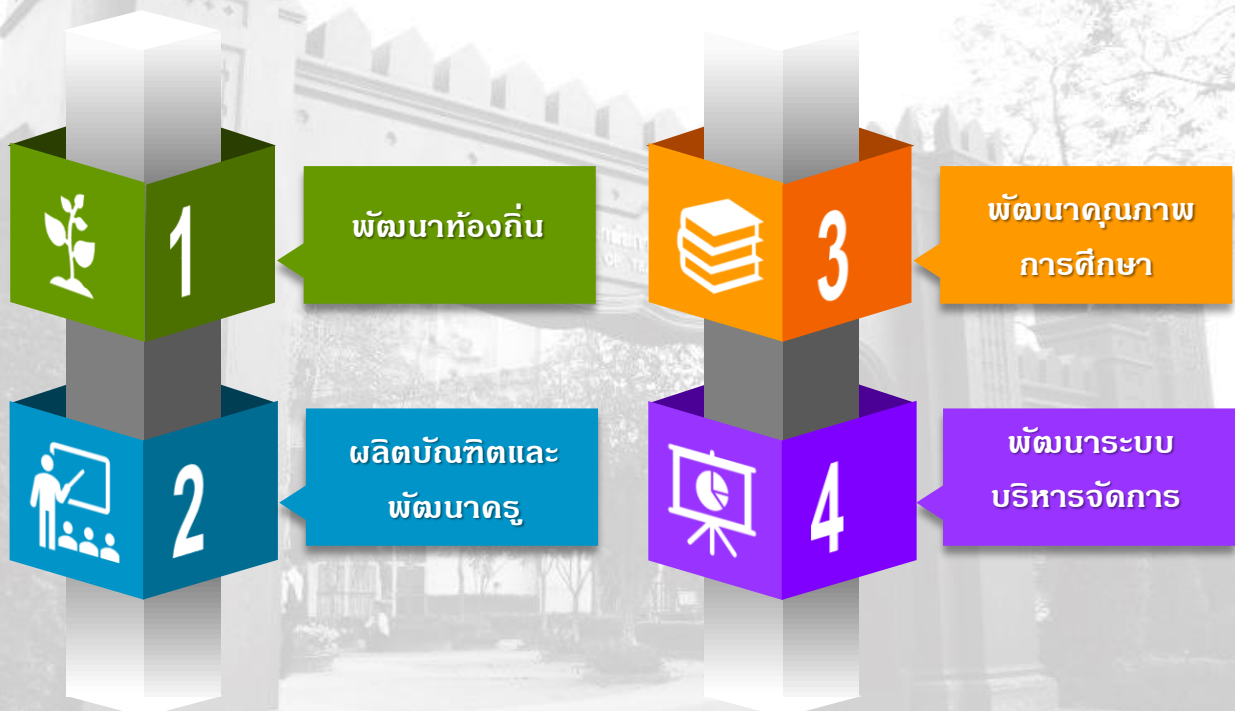 1
พัฒนาท้องถิ่น
2
ผลิตบัณฑิตและ
พัฒนาครู
3
พัฒนาคุณภาพ
การศึกษา
4
พัฒนาระบบ
บริหารจัดการ